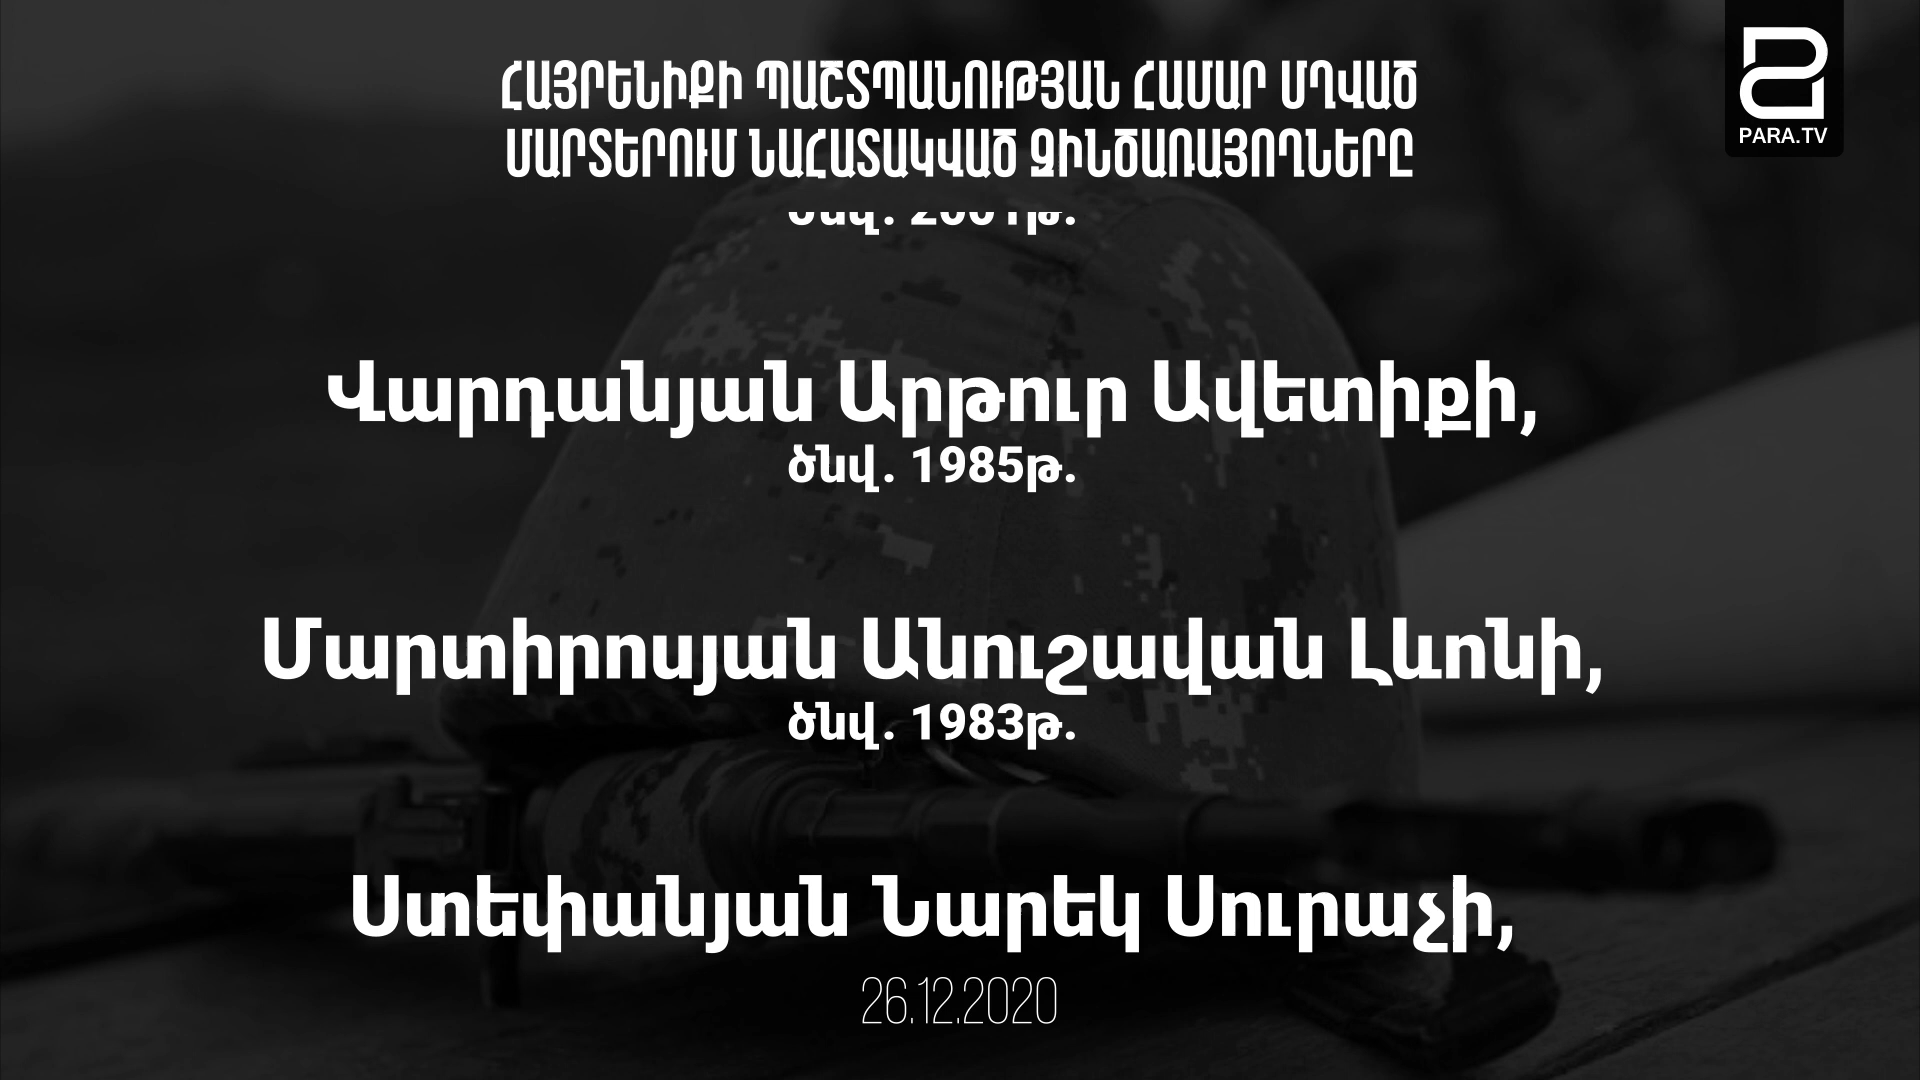 ՀԱՅՐԵՆԻՔԻ ՊԱՇՏՊԱՆՈՒԹՅԱՆ ՀԱՄԱՐ ՄՂՎԱԾ
ՄԱՐՏԵՐՈՒՄ ՆԱՀԱՏԱԿՎԱԾ ԶԻՆԾԱՌԱՅՈՂՆԵՐԸ
PARA.TV
Վարդանյան Արթուր Ավետիքի,
ծնվ. 1985թ.
Մարտիրոսյան Անուշավան Լևոնի,
ծնվ. 1983թ.
Ստեփանյան Նարեկ Սուրաչի,
26.12.2020